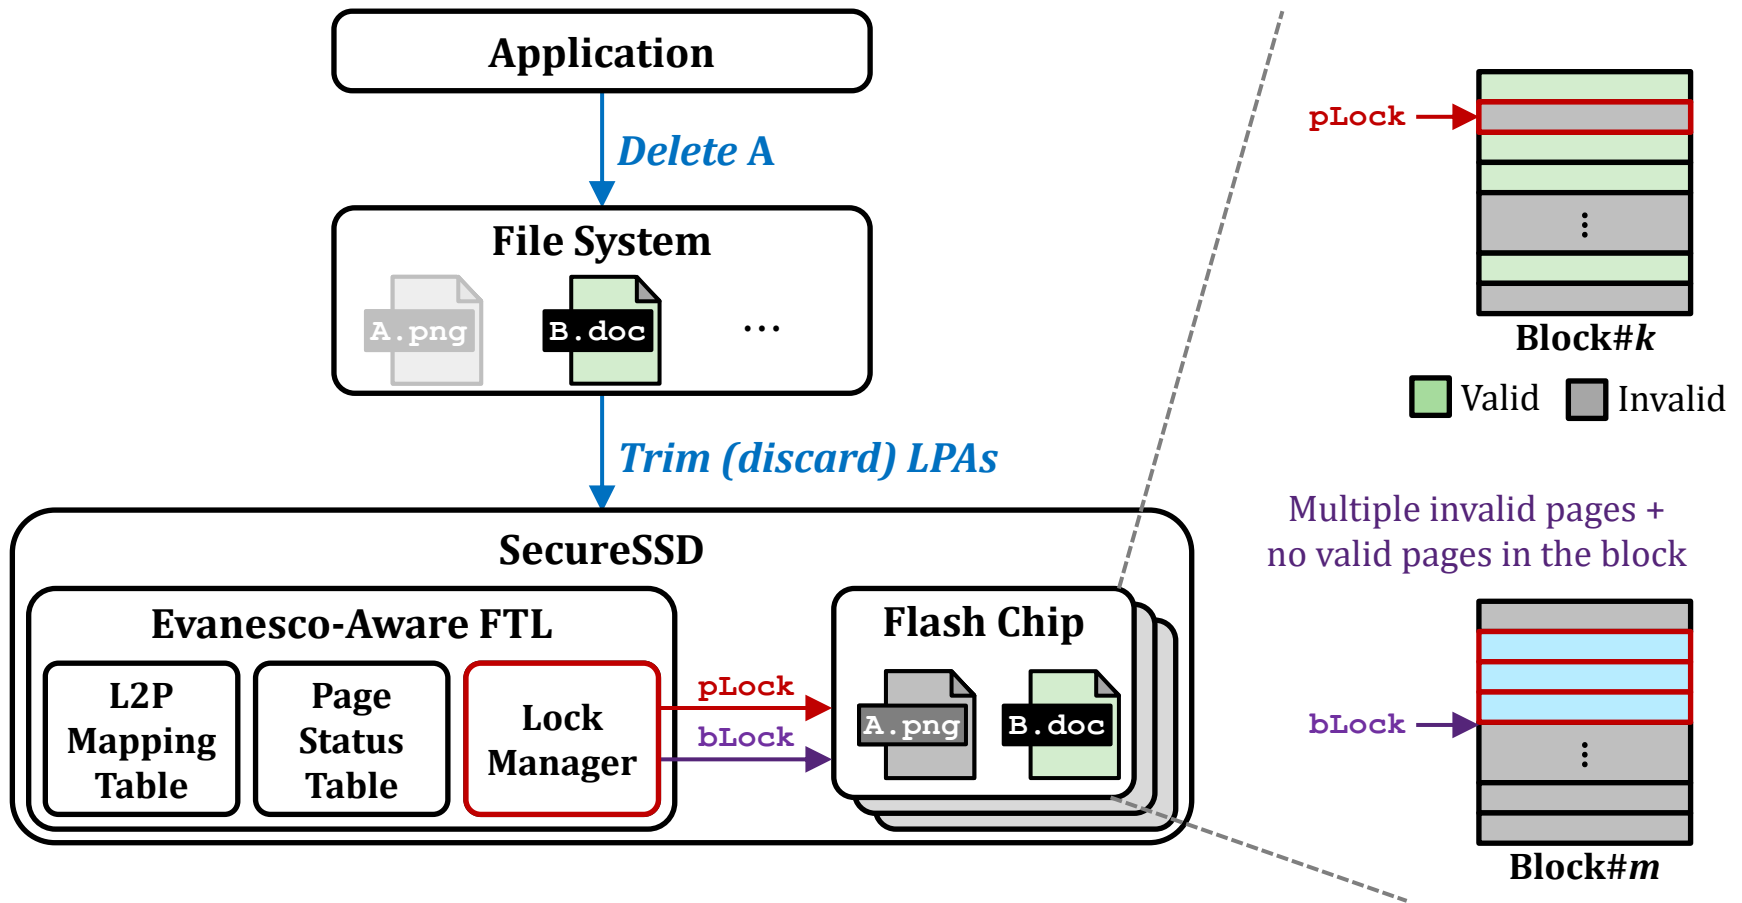 Application
Delete A
File System
A.png
B.doc
...
Trim (discard) LPAs
SecureSSD
Evanesco-Aware FTL
L2P
Mapping
Table
Page
Status
Table
Lock
Manager
pLock
bLock
Flash Chip
A.png
B.doc
pLock
⋮
Block#k
Valid
Invalid
Multiple invalid pages +
no valid pages in the block
bLock
⋮
Block#m